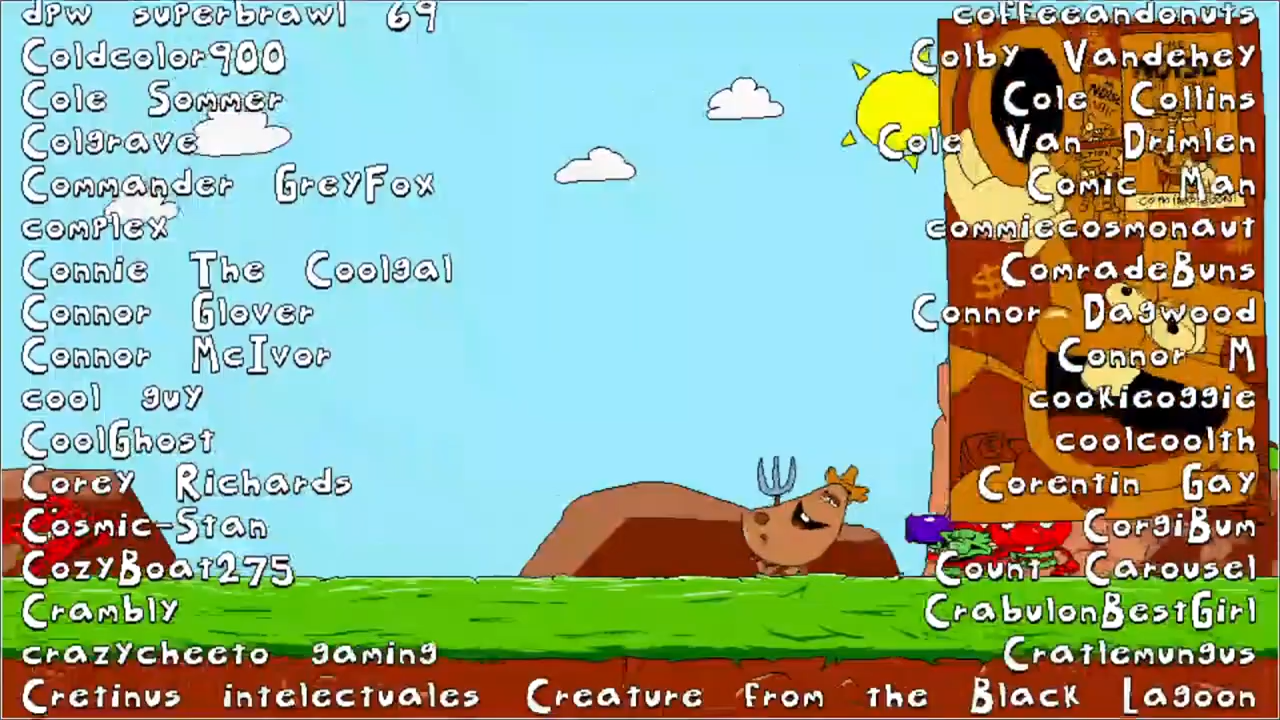 dpw superbrawl 69 coffeeandonuts
Coldcolor900 Colby Vandehey
Cole Sommer Cole Collins
Colgrave Cole Van Drimlen
Commander GreyFox Comic Man
complex commiecosmonaut
Connie The Coolgal ComradeBuns
Connor Glover Connor Dagwood
Connor McIvor Connor M
cool guy cookieoggie
CoolGhost coolcoolth
Corey Richards Corentin Gay
Cosmic-Stan CorgiBum
CozyBoat275 Count Carousel
Crambly CrabulonBestGirl
crazycheeto gaming Cratlemungus
Cretinus intelectuales Creature from the Black Lagoon